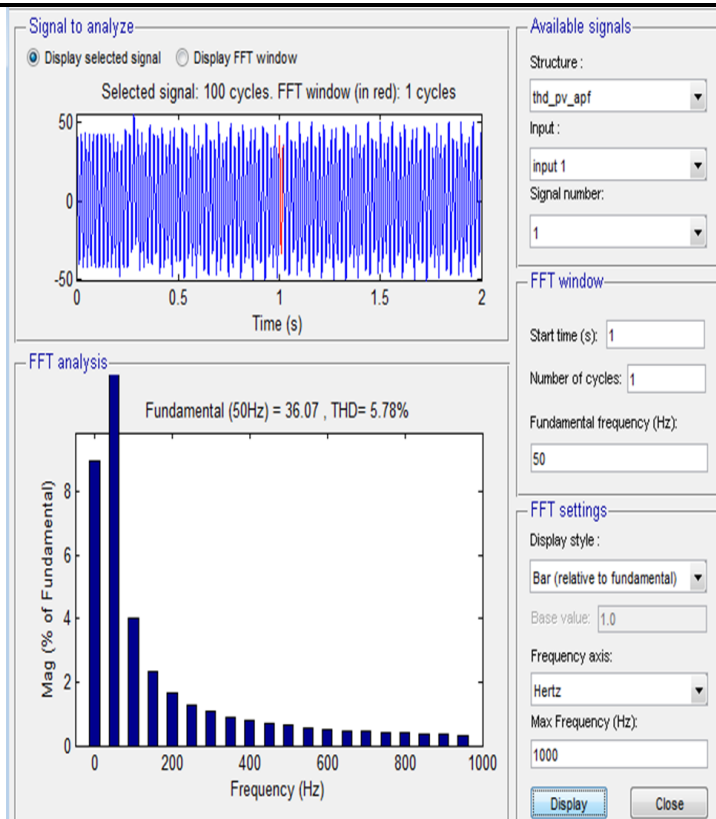 Signal to analyze
Display selected signal Display FFT window
Selected signal: 100 cycles. FFT window (in red): 1 cycles
50
0
-50
0 0.5 1 1.5 2
Time (s)
FFT analysis
Fundamental (50Hz) = 36.07 , THD= 5.78%
Mag (% of Fundamental)
8
6
4
2
0
0 200 400 600 800 1000
Frequency (Hz)
Available signals
Structure :
thd_pv_apf
Input :
input 1
Signal number:
1
FFT window
Start time (s): 1
Number of cycles: 1
Fundamental frequency (Hz):
50
FFT settings
Display style :
Bar (relative to fundamental)
Base value: 1.0
Frequency axis:
Hertz
Max Frequency (Hz):
1000
Display Close